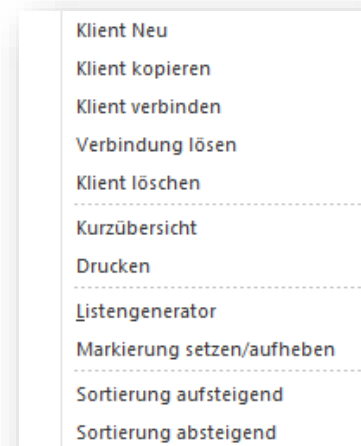 Klient Neu
Klient kopieren
Klient verbinden
Verbindung lösen
Klient löschen
Kurzübersicht
Drucken
Listengenerator
Markierung setzen/aufheben
Sortierung aufsteigend
Sortierung absteigend